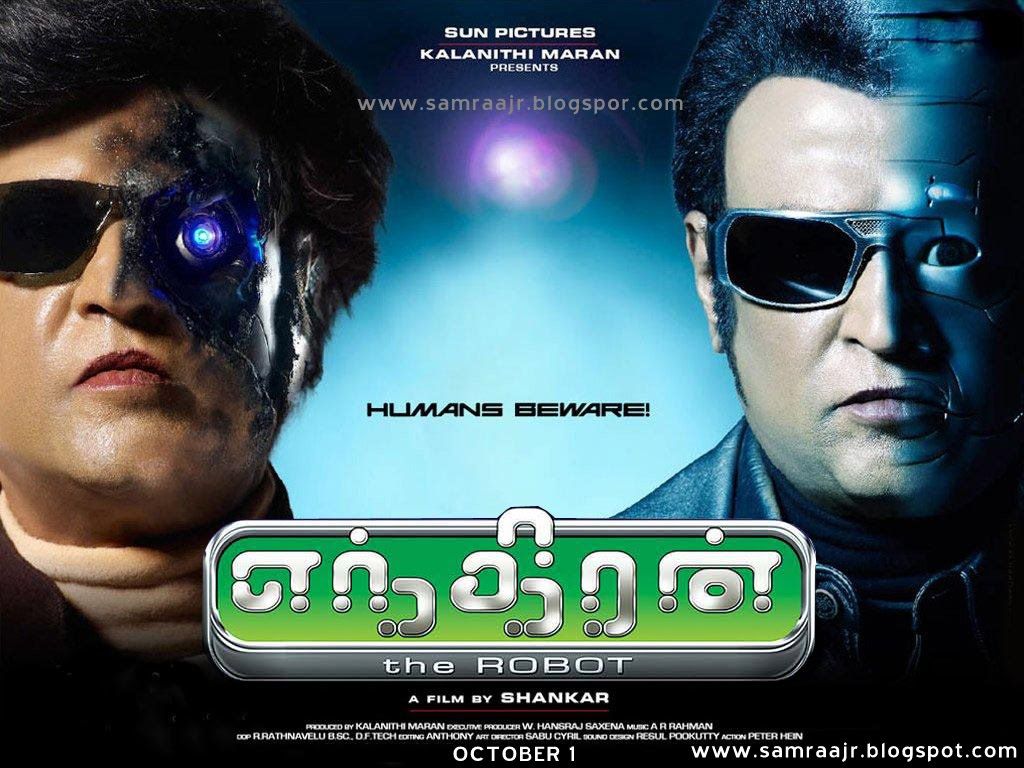 SUN PICTURES
KALANITHI MARAN
PRESENTS
www.samraajr.blogspor.com
HUMANS BEWARE!
எந்திரன்
the ROBOT
A FILM BY SHANKAR
PRODUCED BY KALANITHI MARAN EXECUTIVE PRODUCER W. HANSRAJ SAXENA MUSIC A R RAHMAN
DOP R.RATHNAVELU B.SC., D.F.TECH EDITING ANTHONY ART DIRECTOR SABU CYRIL SOUND DESIGN RESUL POOKUTTY ACTION PETER HEIN
OCTOBER 1
www.samraajr.blogspot.com